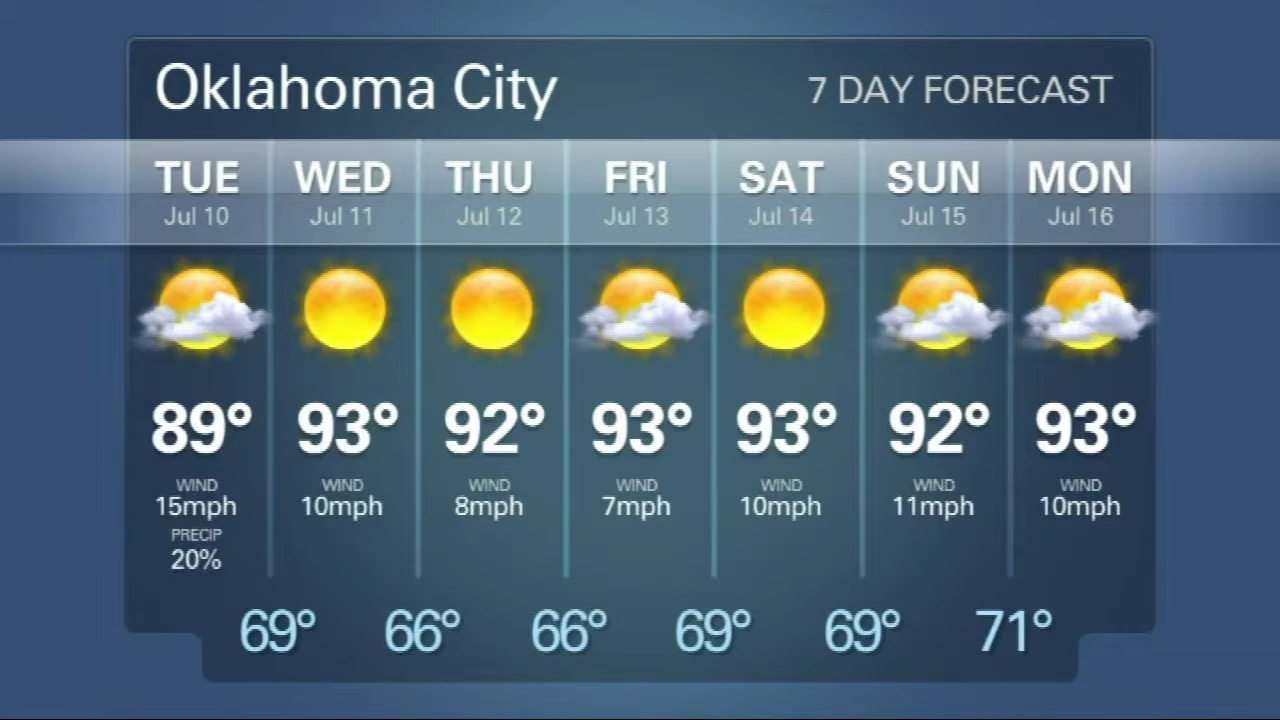 Oklahoma City
7 DAY FORECAST
TUE WED THU FRI SAT SUN MON
Jul 10 Jul 11 Jul 12 Jul 13 Jul 14 Jul 15 Jul 16
89° 93° 92° 93° 93° 92° 93°
WIND WIND WIND WIND WIND WIND WIND
15mph 10mph 8mph 7mph 10mph 11mph 10mph
PRECIP
20%
69° 66° 66° 69° 69° 71°